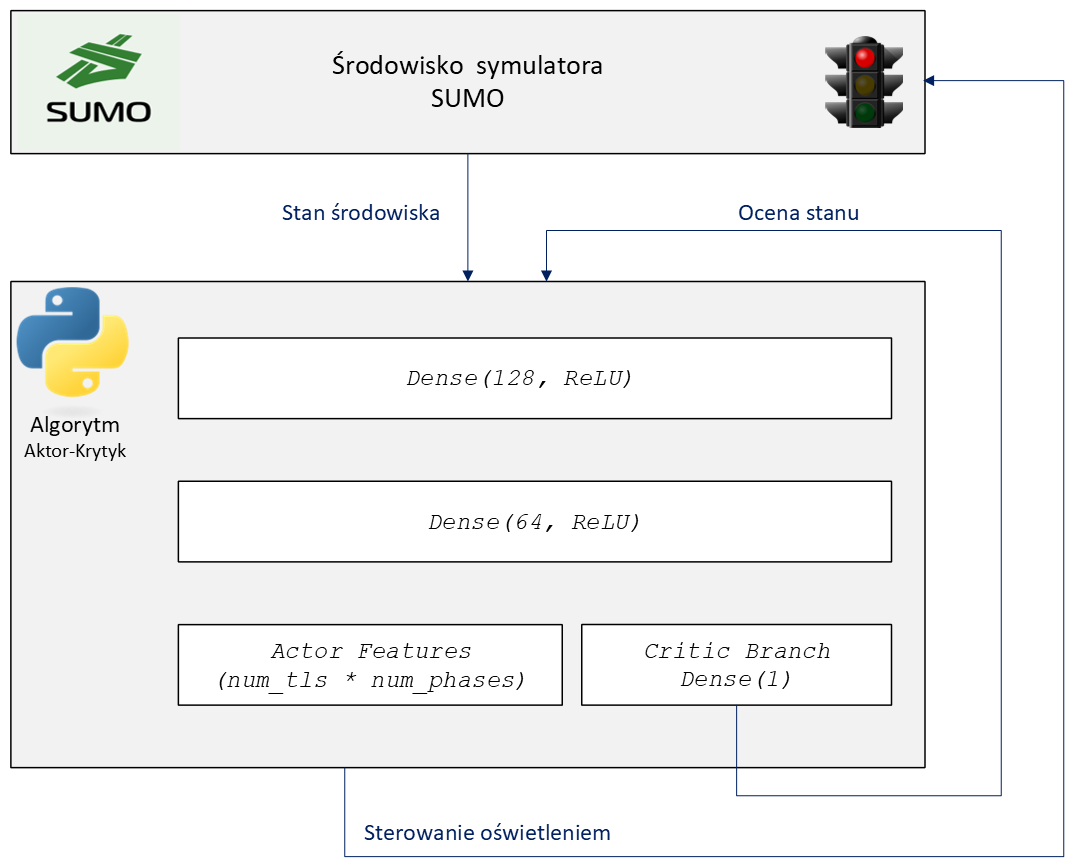 SUMO
Środowisko symulatora
SUMO
Stan środowiska
Ocena stanu
Algorytm
Aktor-Krytyk
Dense(128, ReLU)
Dense(64, ReLU)
Actor Features
(num_tls * num_phases)
Critic Branch
Dense(1)
Sterowanie oświetleniem